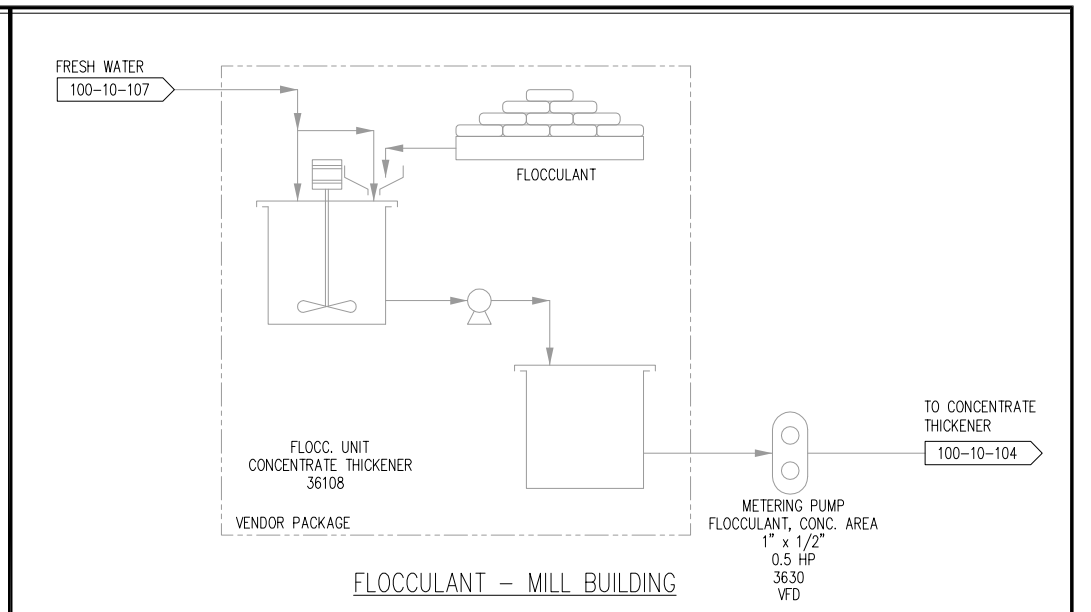 FRESH WATER
100-10-107
FLOCCULANT
FLOCC. UNIT
CONCENTRATE THICKENER
36108
VENDOR PACKAGE
TO CONCENTRATE
THICKENER
100-10-104
METERING PUMP
FLOCCULANT, CONC. AREA
1" x 1/2"
0.5 HP
3630
VFD
FLOCCULANT - MILL BUILDING